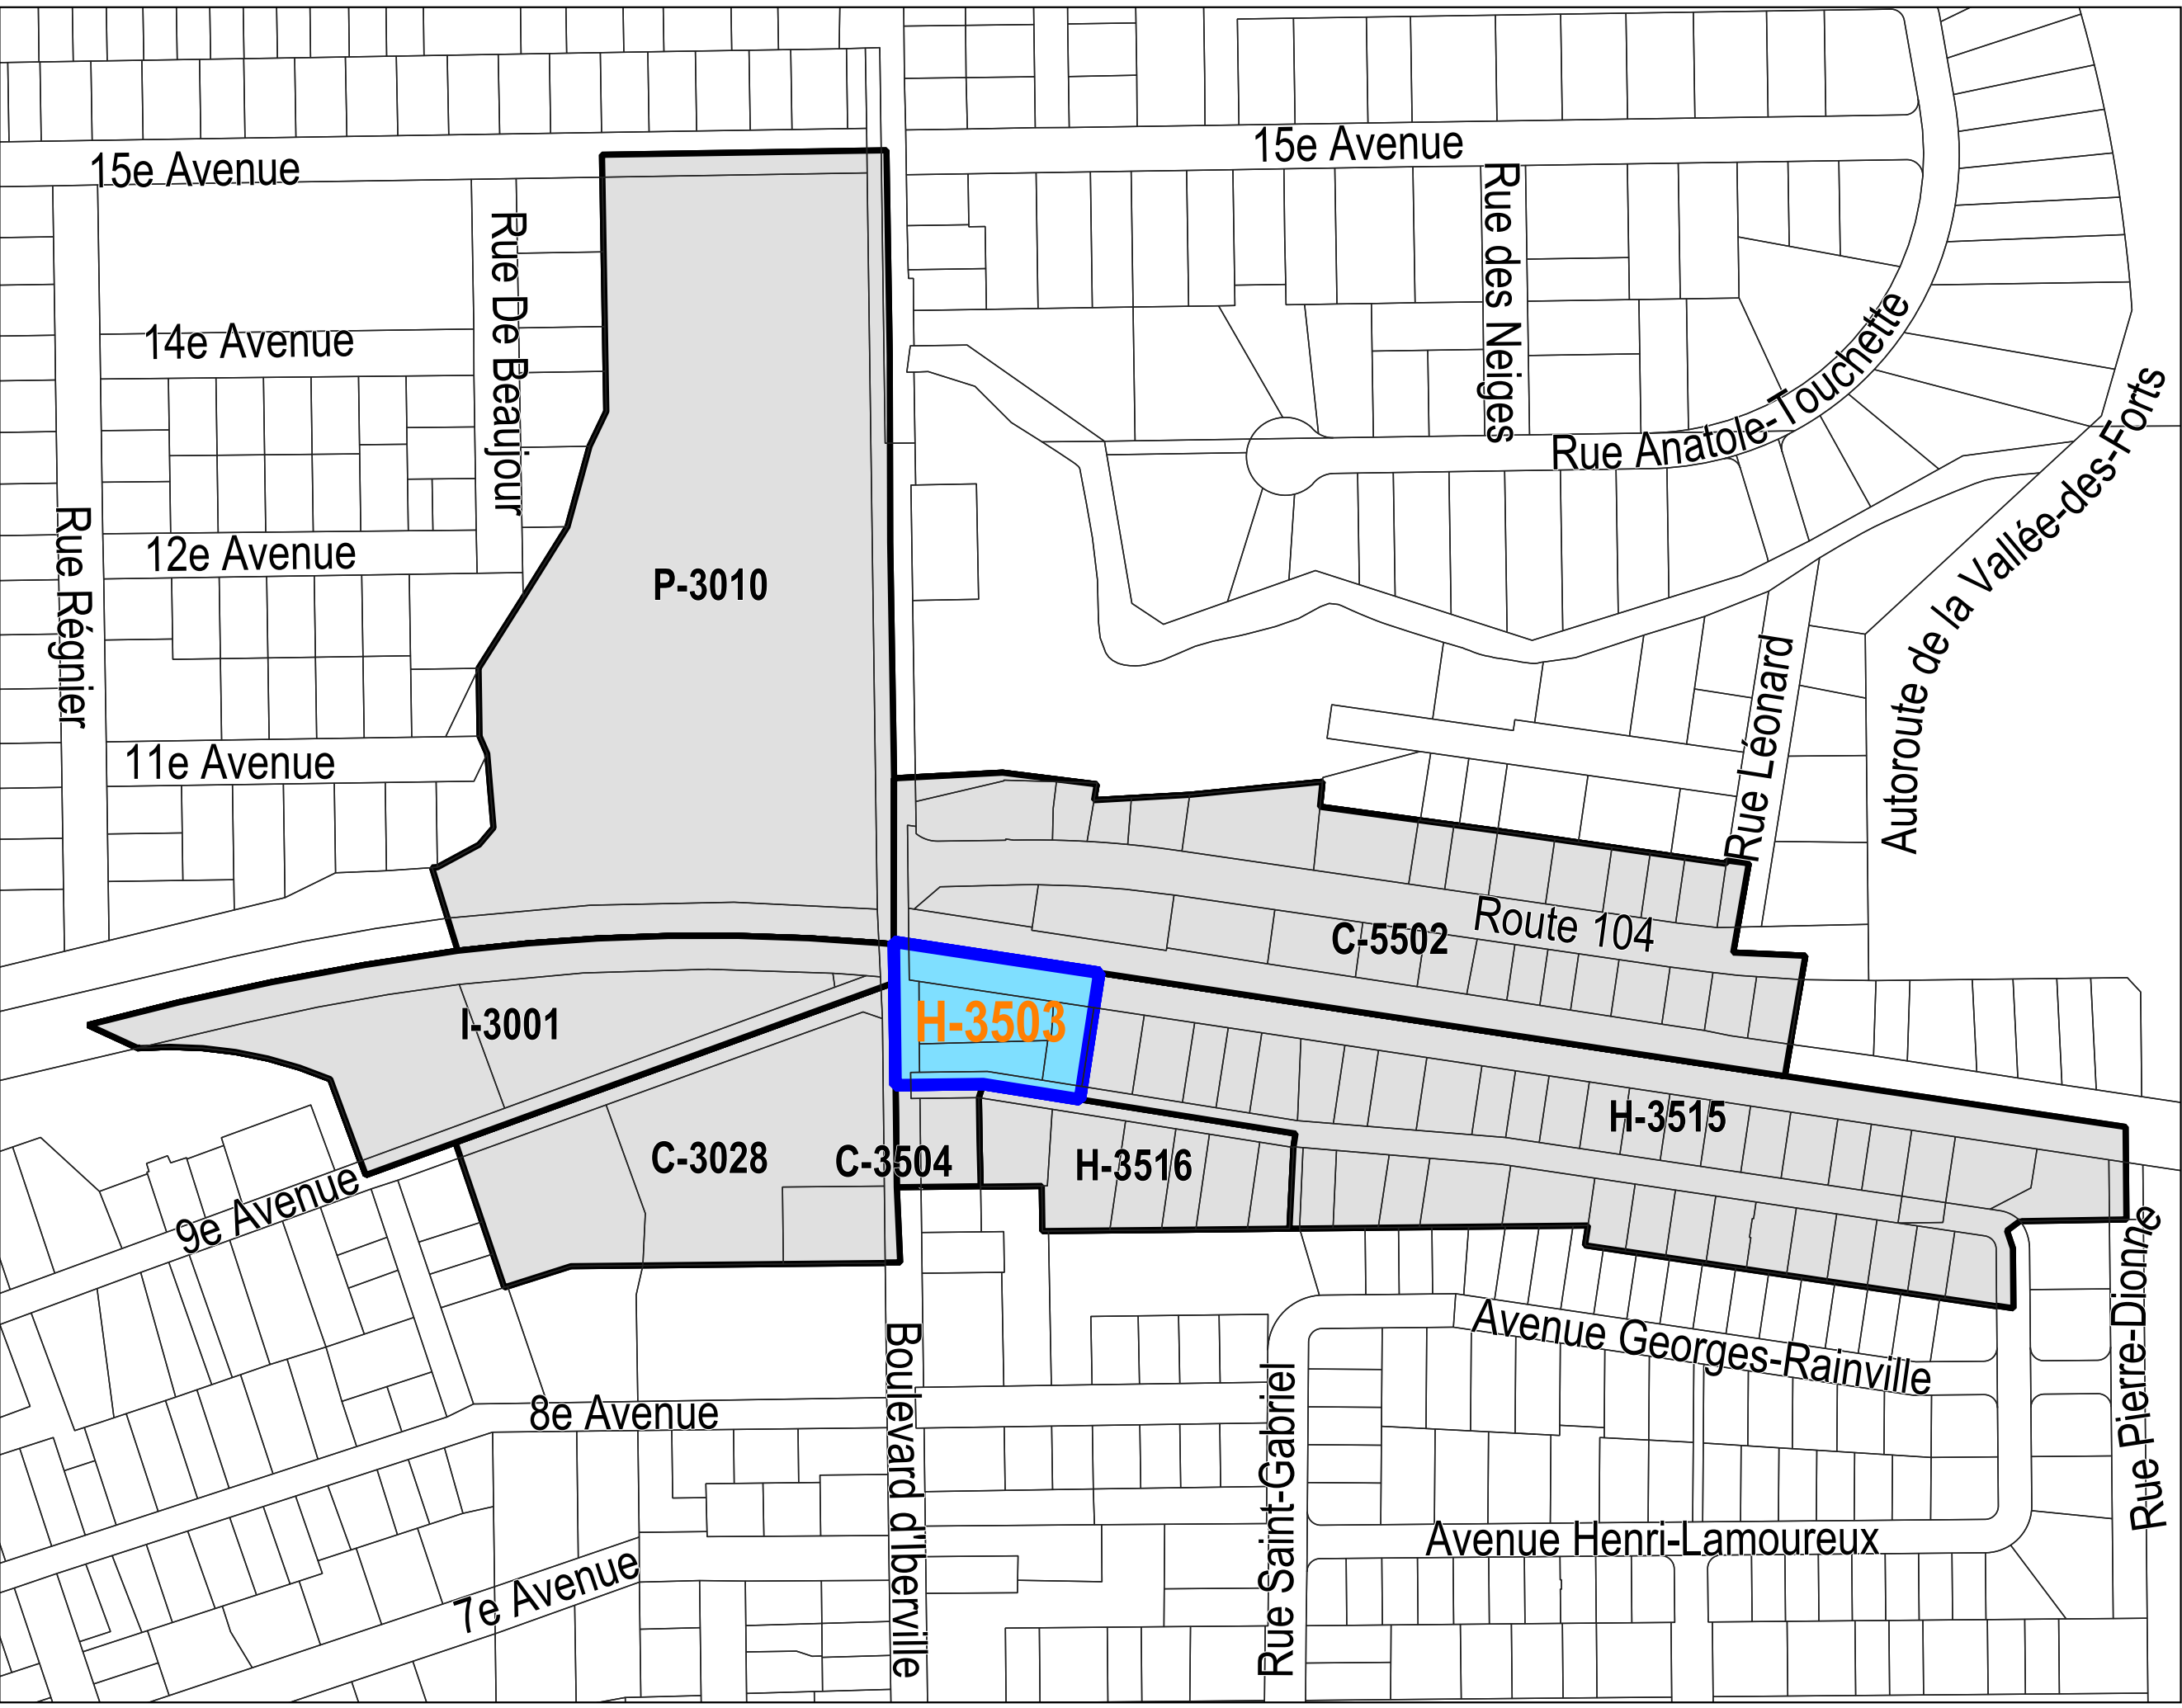 15e Avenue
15e Avenue
Rue des Neiges
Rue De Beaujour
14e Avenue
Rue Anatole-Touchette
Autoroute de la Vallée-des-Forts
Rue Régnier
12e Avenue
P-3010
Rue Léonard
11e Avenue
Route 104
C-5502
I-3001
H-3503
H-3515
C-3028
C-3504
H-3516
9e Avenue
Rue Pierre-Dionne
Avenue Georges-Rainville
Boulevard d'Iberville
8e Avenue
Rue Saint-Gabriel
Avenue Henri-Lamoureux
7e Avenue